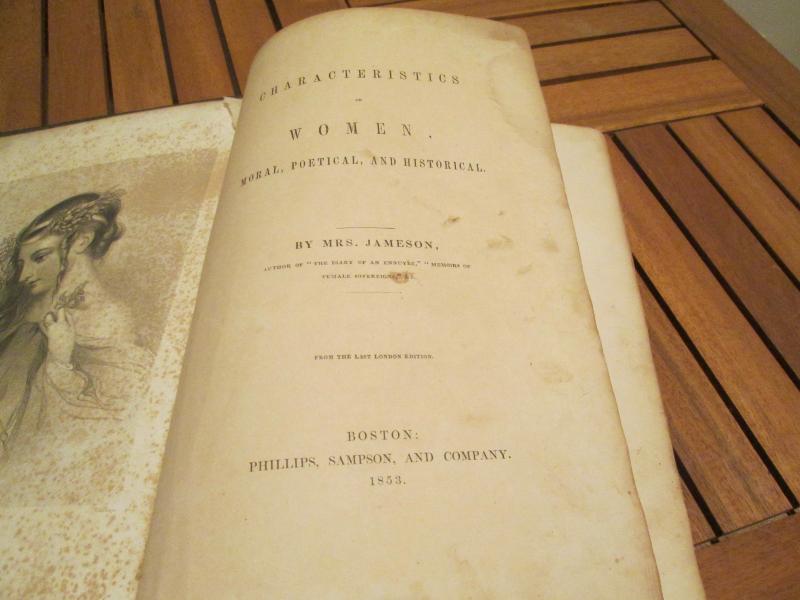 CHARACTERISTICS
OF
WOMEN,
MORAL, POETICAL, AND HISTORICAL.
BY MRS. JAMESON,
AUTHOR OF "THE DIARY OF AN ENNUYÉE," "MEMOIRS OF
FEMALE SOVEREIGNS," &C.
FROM THE LAST LONDON EDITION.
BOSTON:
PHILLIPS, SAMPSON, AND COMPANY.
1853.